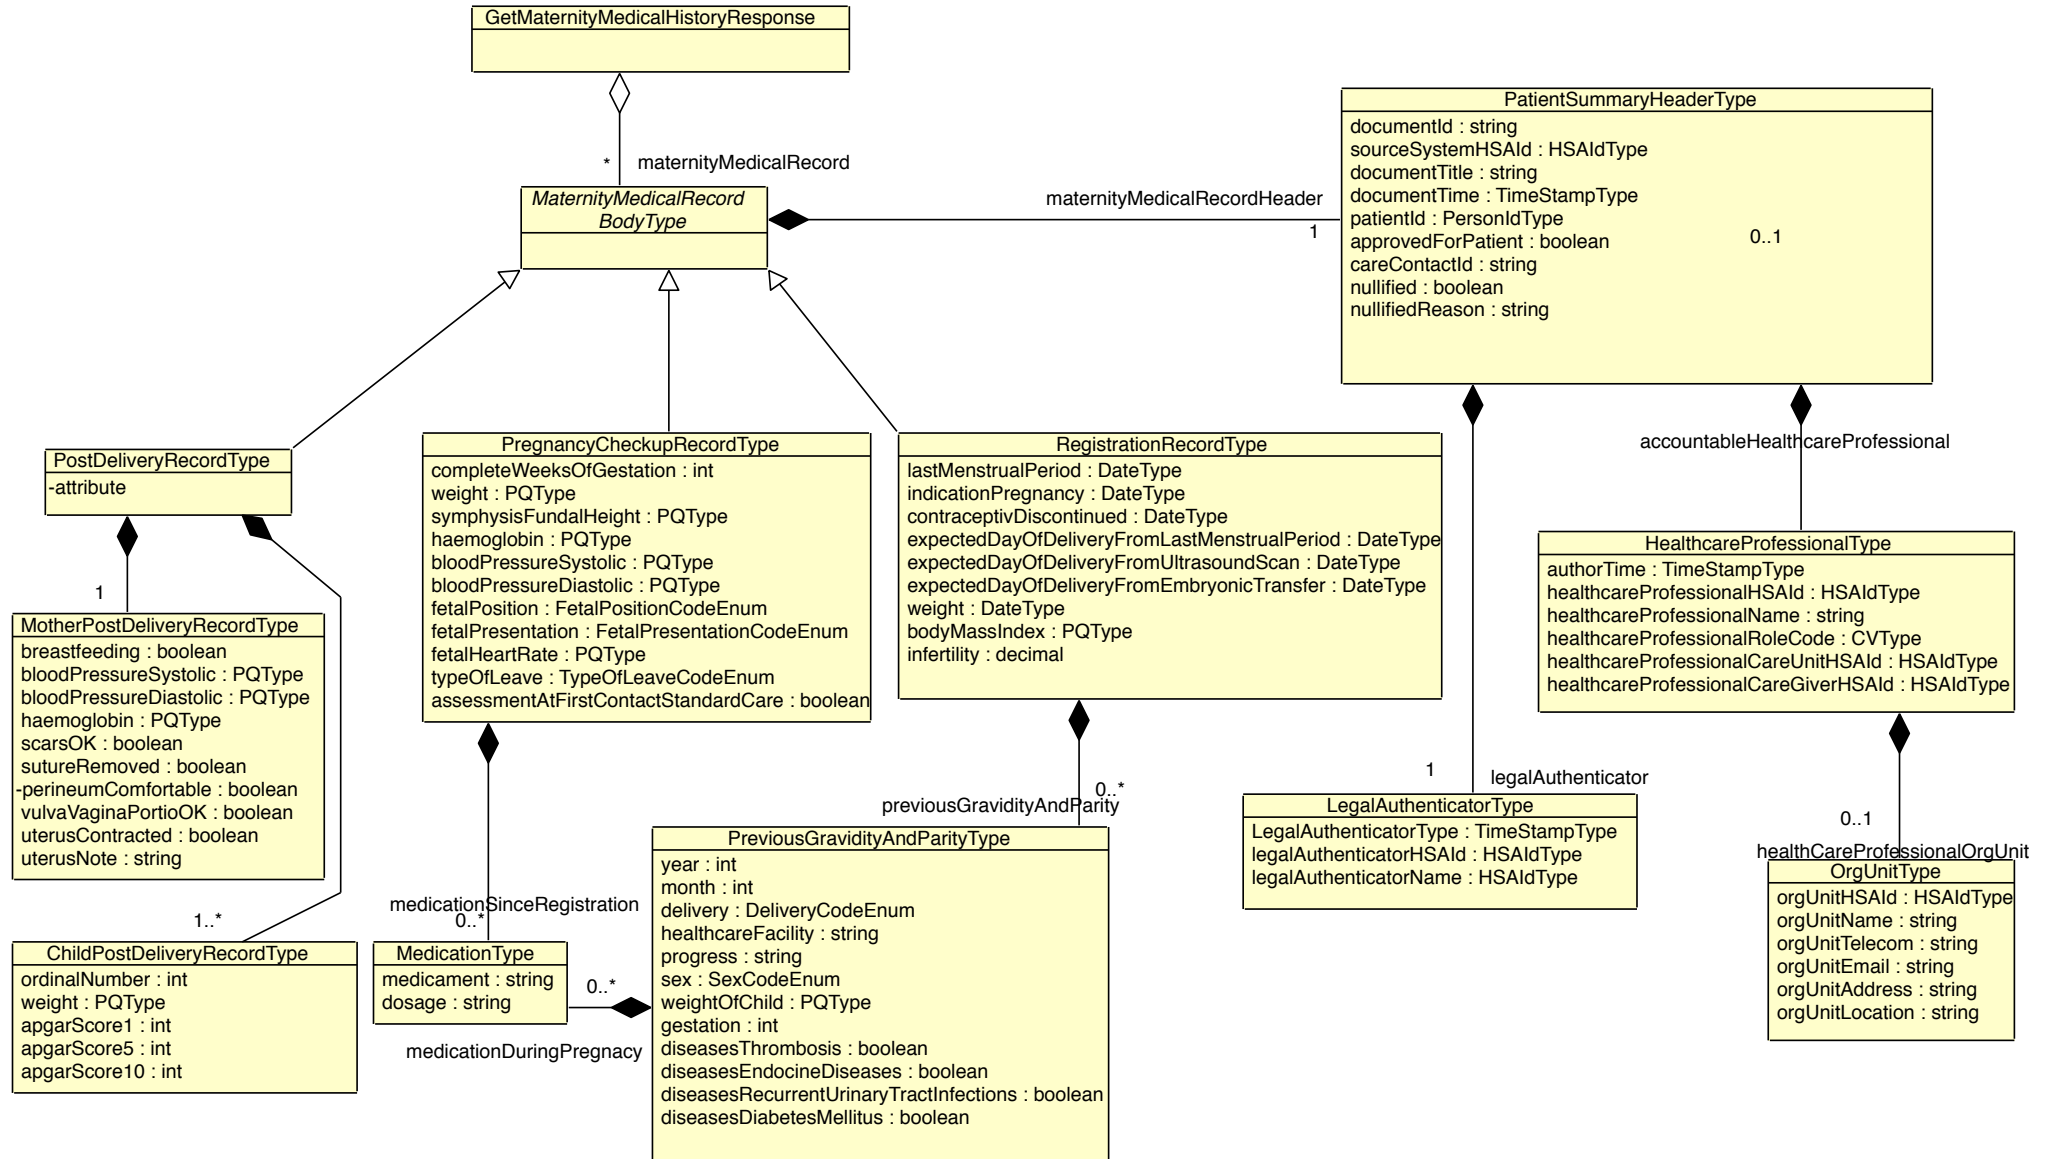 GetMaternityMedicalHistoryResponse
*
maternityMedicalRecord
MaternityMedicalRecord
BodyType
maternityMedicalRecordHeader
1
PatientSummaryHeaderType
documentId : string
sourceSystemHSAId : HSAIdType
documentTitle : string
documentTime : TimeStampType
patientId : PersonIdType
approvedForPatient : boolean
careContactId : string
nullified : boolean
nullifiedReason : string
0..1
PostDeliveryRecordType
-attribute
1
MotherPostDeliveryRecordType
breastfeeding : boolean
bloodPressureSystolic : PQType
bloodPressureDiastolic : PQType
haemoglobin : PQType
scarsOK : boolean
sutureRemoved : boolean
-perineumComfortable : boolean
vulvaVaginaPortioOK : boolean
uterusContracted : boolean
uterusNote : string
1..*
ChildPostDeliveryRecordType
ordinalNumber : int
weight : PQType
apgarScore1 : int
apgarScore5 : int
apgarScore10 : int
PregnancyCheckupRecordType
completeWeeksOfGestation : int
weight : PQType
symphysisFundalHeight : PQType
haemoglobin : PQType
bloodPressureSystolic : PQType
bloodPressureDiastolic : PQType
fetalPosition : FetalPositionCodeEnum
fetalPresentation : FetalPresentationCodeEnum
fetalHeartRate : PQType
typeOfLeave : TypeOfLeaveCodeEnum
assessmentAtFirstContactStandardCare : boolean
medicationSinceRegistration
0..*
MedicationType
medicament : string
dosage : string
0..*
medicationDuringPregnacy
RegistrationRecordType
lastMenstrualPeriod : DateType
indicationPregnancy : DateType
contraceptivDiscontinued : DateType
expectedDayOfDeliveryFromLastMenstrualPeriod : DateType
expectedDayOfDeliveryFromUltrasoundScan : DateType
expectedDayOfDeliveryFromEmbryonicTransfer : DateType
weight : DateType
bodyMassIndex : PQType
infertility : decimal
0..*
previousGravidityAndParity
PreviousGravidityAndParityType
year : int
month : int
delivery : DeliveryCodeEnum
healthcareFacility : string
progress : string
sex : SexCodeEnum
weightOfChild : PQType
gestation : int
diseasesThrombosis : boolean
diseasesEndocineDiseases : boolean
diseasesRecurrentUrinaryTractInfections : boolean
diseasesDiabetesMellitus : boolean
1
legalAuthenticator
LegalAuthenticatorType
LegalAuthenticatorType : TimeStampType
legalAuthenticatorHSAId : HSAIdType
legalAuthenticatorName : HSAIdType
accountableHealthcareProfessional
HealthcareProfessionalType
authorTime : TimeStampType
healthcareProfessionalHSAId : HSAIdType
healthcareProfessionalName : string
healthcareProfessionalRoleCode : CVType
healthcareProfessionalCareUnitHSAId : HSAIdType
healthcareProfessionalCareGiverHSAId : HSAIdType
0..1
healthCareProfessionalOrgUnit
OrgUnitType
orgUnitHSAId : HSAIdType
orgUnitName : string
orgUnitTelecom : string
orgUnitEmail : string
orgUnitAddress : string
orgUnitLocation : string